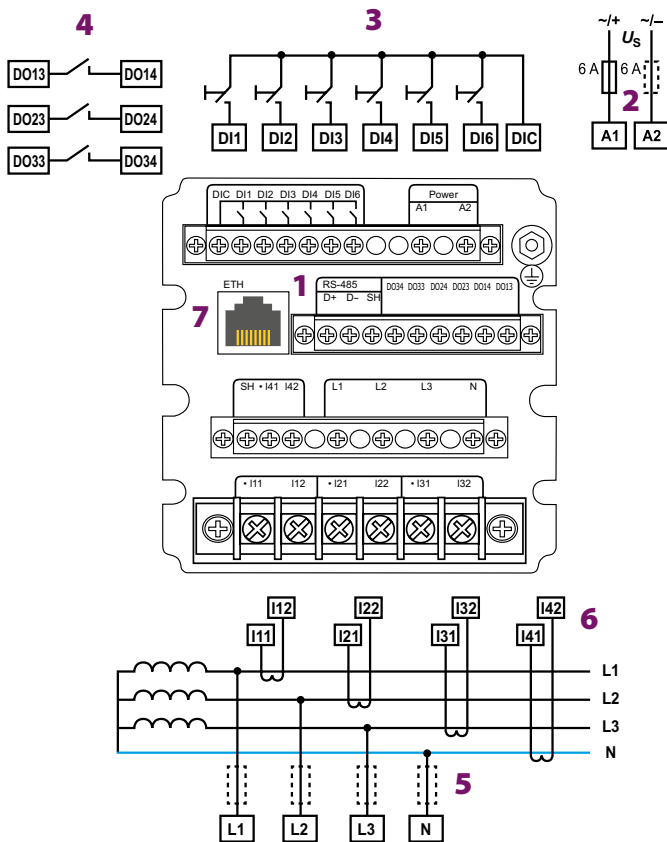 4
3
~/+
~/–
US
6 A
6 A
2
DO13
DO14
DO23
DO24
DO33
DO34
DI1
DI2
DI3
DI4
DI5
DI6
DIC
A1
A2
DIC DI1 DI2 DI3 DI4 DI5 DI6
Power
A1 A2
ETH
7
1
RS-485
D+ D– SH
DO34 DO33 DO24 DO23 DO14 DO13
SH • I41 I42
L1 L2 L3 N
• I11 I12 • I21 I22 • I31 I32
I12
I22
I32
I42
6
I11
I21
I31
I41
L1
L2
L3
N
5
L1
L2
L3
N